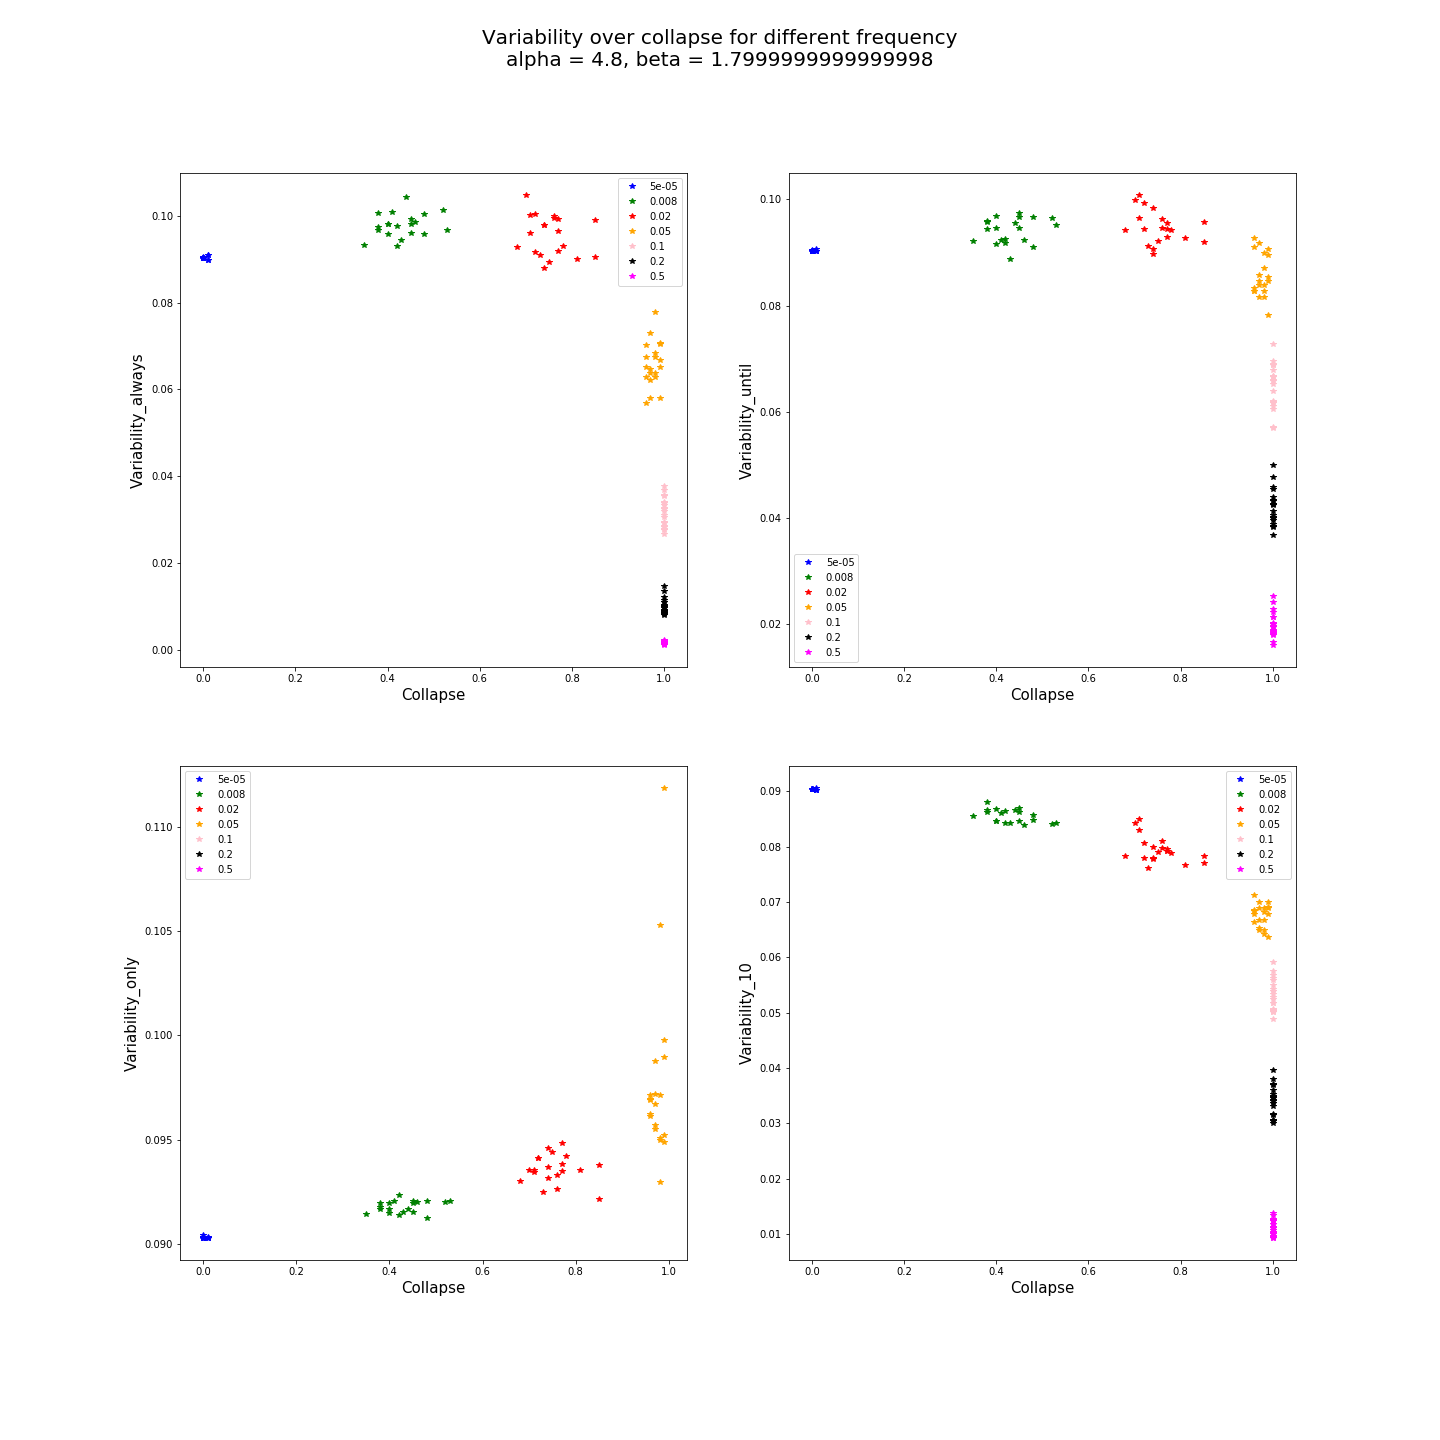 Variability over collapse for different frequency
alpha = 4.8, beta = 1.7999999999999998
0.10
0.08
0.06
0.04
0.02
0.00
Variability_always
0.0 0.2 0.4 0.6 0.8 1.0
Collapse
5e-05
0.008
0.02
0.05
0.1
0.2
0.5
0.10
0.08
0.06
0.04
0.02
Variability_until
5e-05
0.008
0.02
0.05
0.1
0.2
0.5
0.0 0.2 0.4 0.6 0.8 1.0
Collapse
5e-05
0.008
0.02
0.05
0.1
0.2
0.5
0.110
0.105
0.100
0.095
0.090
Variability_only
0.0 0.2 0.4 0.6 0.8 1.0
Collapse
0.09
0.08
0.07
0.06
0.05
0.04
0.03
0.02
0.01
Variability_10
5e-05
0.008
0.02
0.05
0.1
0.2
0.5
0.0 0.2 0.4 0.6 0.8 1.0
Collapse